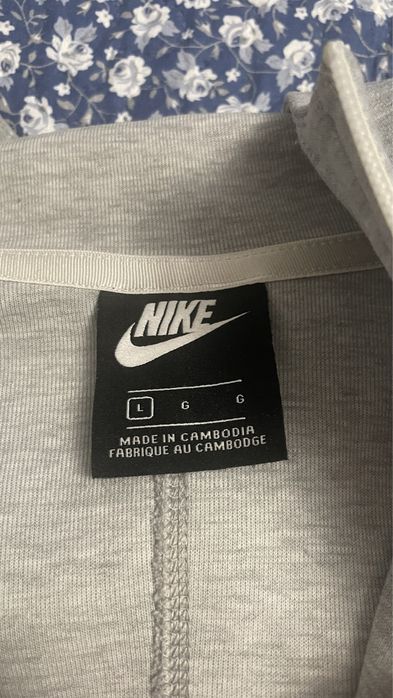 NIKE
L G G
MADE IN CAMBODIA
FABRIQUE AU CAMBODGE